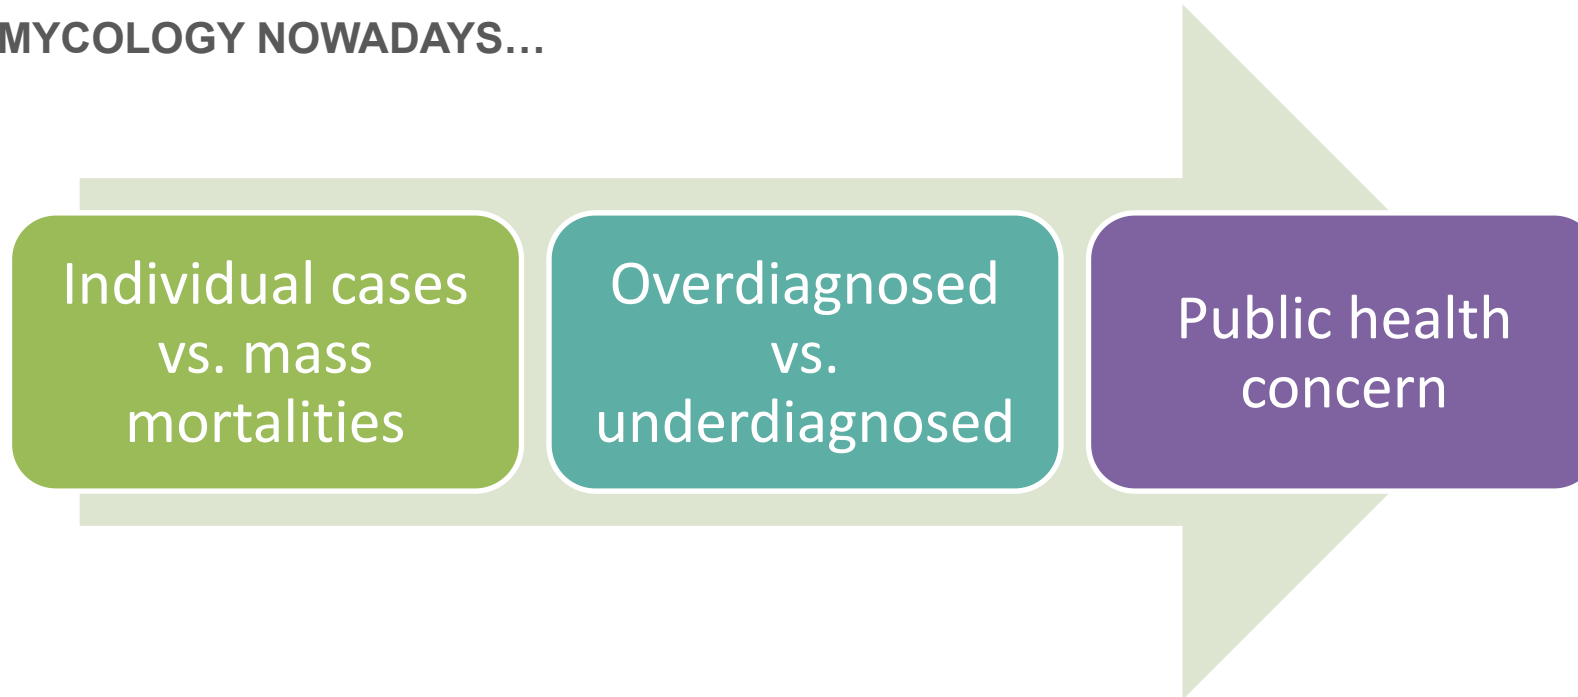 MYCOLOGY NOWADAYS…
Individual cases
vs. mass
mortalities
Overdiagnosed
vs.
underdiagnosed
Public health
concern